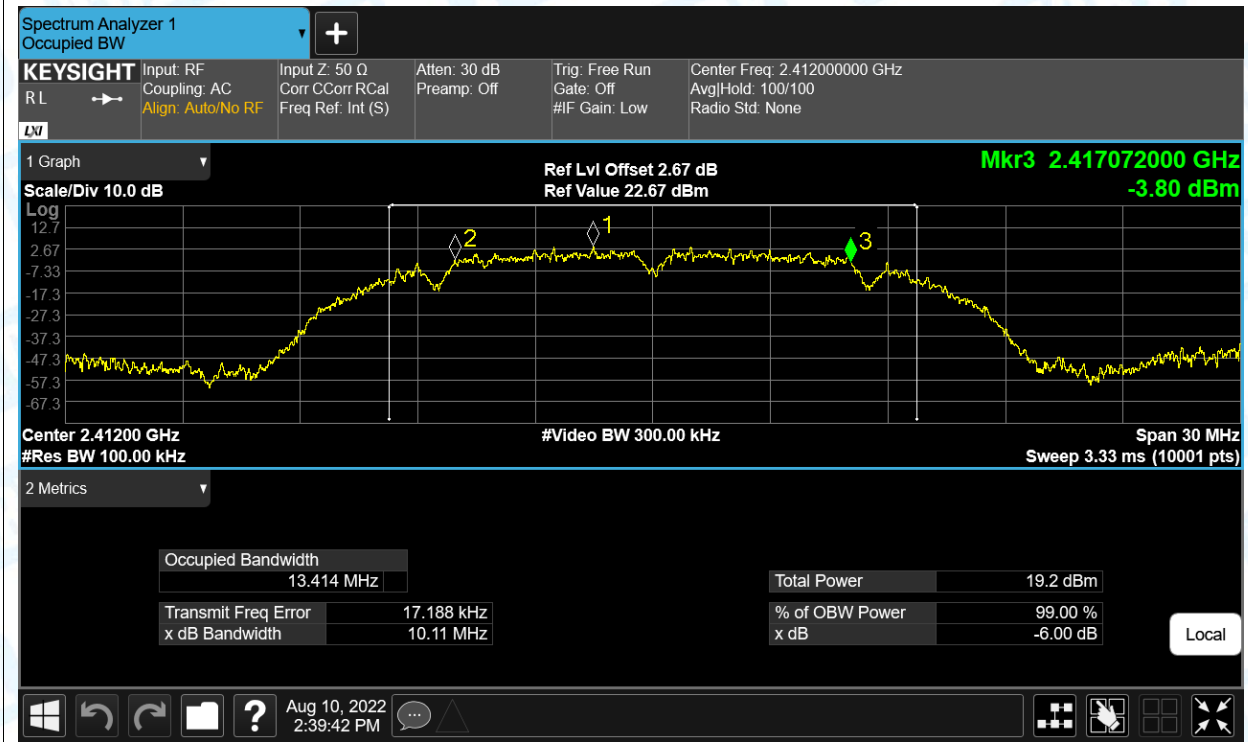 Spectrum Analyzer 1
Occupied BW
KEYSIGHT
R L
LXI
Input: RF
Coupling: AC
Align: Auto/No RF
Input Z: 50 Ω
Corr CCorr RCal
Freq Ref: Int (S)
Atten: 30 dB
Preamp: Off
Trig: Free Run
Gate: Off
#IF Gain: Low
Center Freq: 2.412000000 GHz
Avg|Hold: 100/100
Radio Std: None
1 Graph
Scale/Div 10.0 dB
Ref Lvl Offset 2.67 dB
Ref Value 22.67 dBm
Mkr3 2.417072000 GHz
-3.80 dBm
Log
12.7
2.67
-7.33
-17.3
-27.3
-37.3
-47.3
-57.3
-67.3
2
1
3
Center 2.41200 GHz
#Res BW 100.00 kHz
#Video BW 300.00 kHz
Span 30 MHz
Sweep 3.33 ms (10001 pts)
2 Metrics
Occupied Bandwidth
13.414 MHz
Transmit Freq Error 17.188 kHz
x dB Bandwidth 10.11 MHz
Total Power 19.2 dBm
% of OBW Power 99.00 %
x dB -6.00 dB
Local
?
Aug 10, 2022
2:39:42 PM